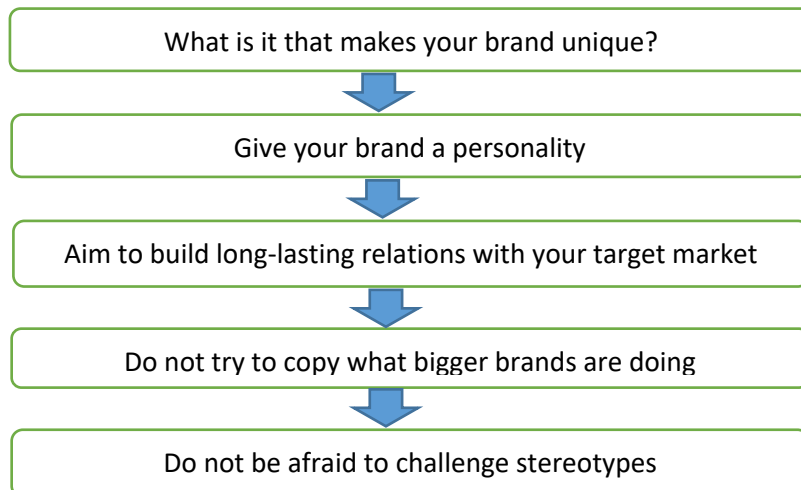 What is it that makes your brand unique?
Give your brand a personality
Aim to build long-lasting relations with your target market
Do not try to copy what bigger brands are doing
Do not be afraid to challenge stereotypes